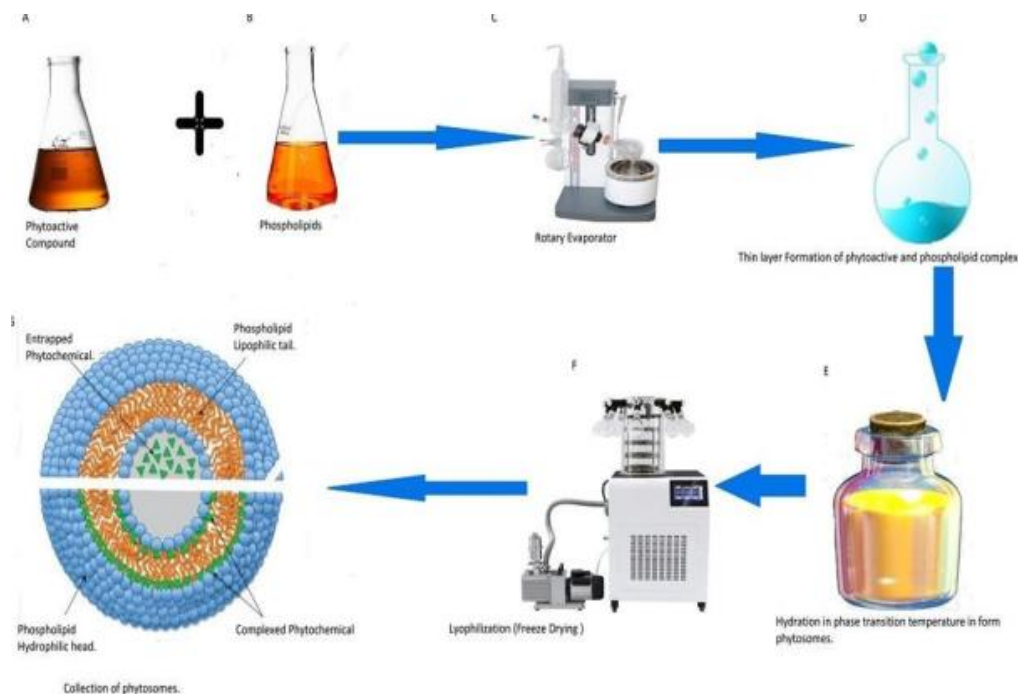 A
B
C
D
Phytoactive
Compound
Phospholipids
Rotary Evaporator
Thin layer Formation of phytoactive and phospholipid complex
E
Hydration in phase transition temperature in form
phytosomes.
F
Lyophilization (Freeze Drying )
G
Entrapped
Phytochemical.
Phospholipid
Lipophilic tail.
Phospholipid
Hydrophilic head.
Complexed Phytochemical
Collection of phytosomes.